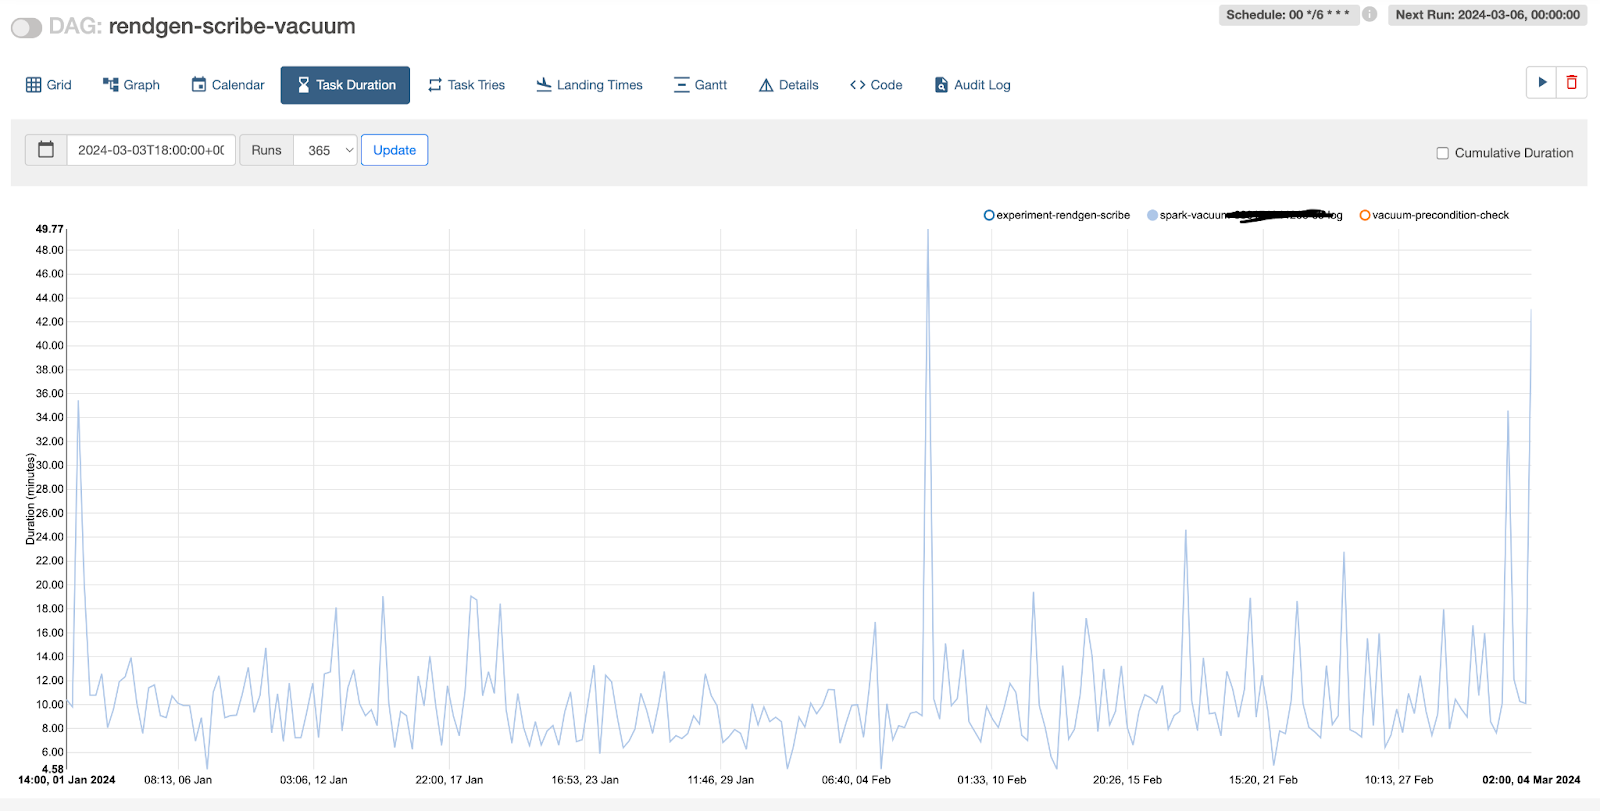 DAG: rendgen-scribe-vacuum
Schedule: 00 */6 * * *
Next Run: 2024-03-06, 00:00:00
Grid
Graph
Calendar
Task Duration
Task Tries
Landing Times
Gantt
Details
Code
Audit Log
2024-03-03T18:00:00+0
Runs
365
Update
Cumulative Duration
experiment-rendgen-scribe
spark-vacuum log
vacuum-precondition-check
49.77
48.00
46.00
44.00
42.00
40.00
38.00
36.00
34.00
32.00
30.00
28.00
26.00
24.00
22.00
20.00
18.00
16.00
14.00
12.00
10.00
8.00
6.00
4.58
Duration (minutes)
14:00, 01 Jan 2024
08:13, 06 Jan
03:06, 12 Jan
22:00, 17 Jan
16:53, 23 Jan
11:46, 29 Jan
06:40, 04 Feb
01:33, 10 Feb
20:26, 15 Feb
15:20, 21 Feb
10:13, 27 Feb
02:00, 04 Mar 2024